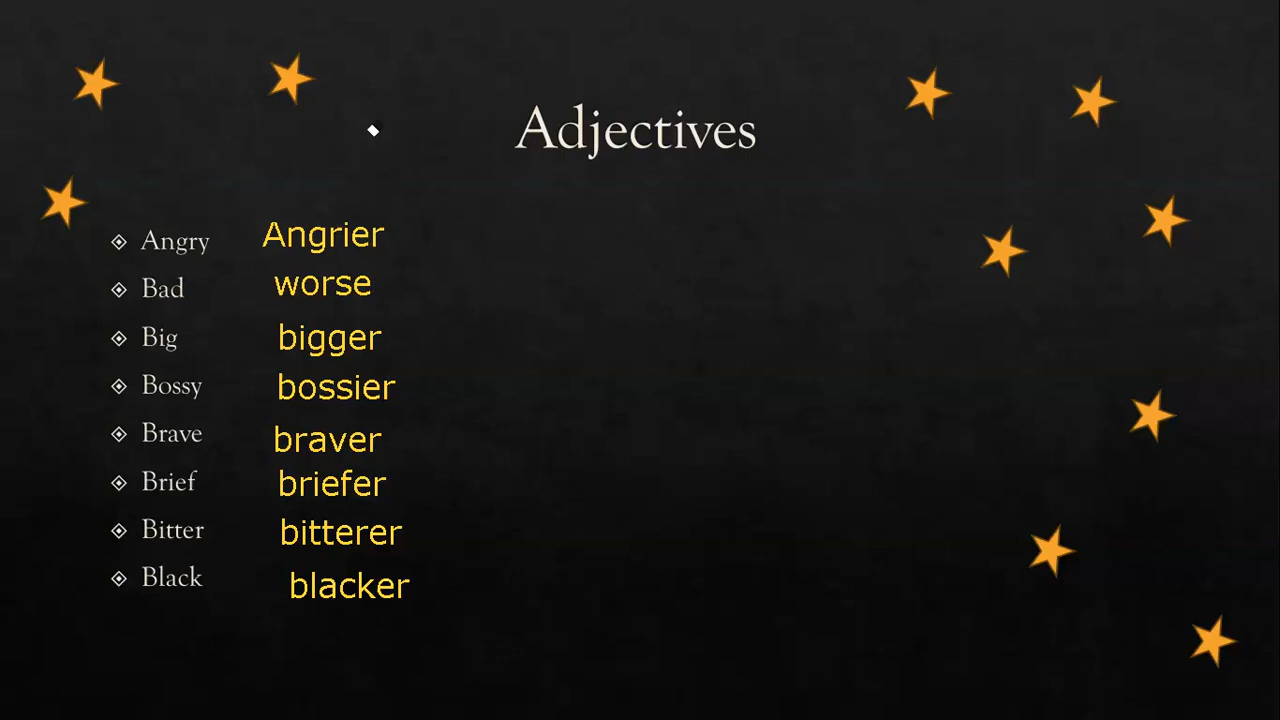 Adjectives
Angry Angrier
Bad worse
Big bigger
Bossy bossier
Brave braver
Brief briefer
Bitter bitterer
Black blacker